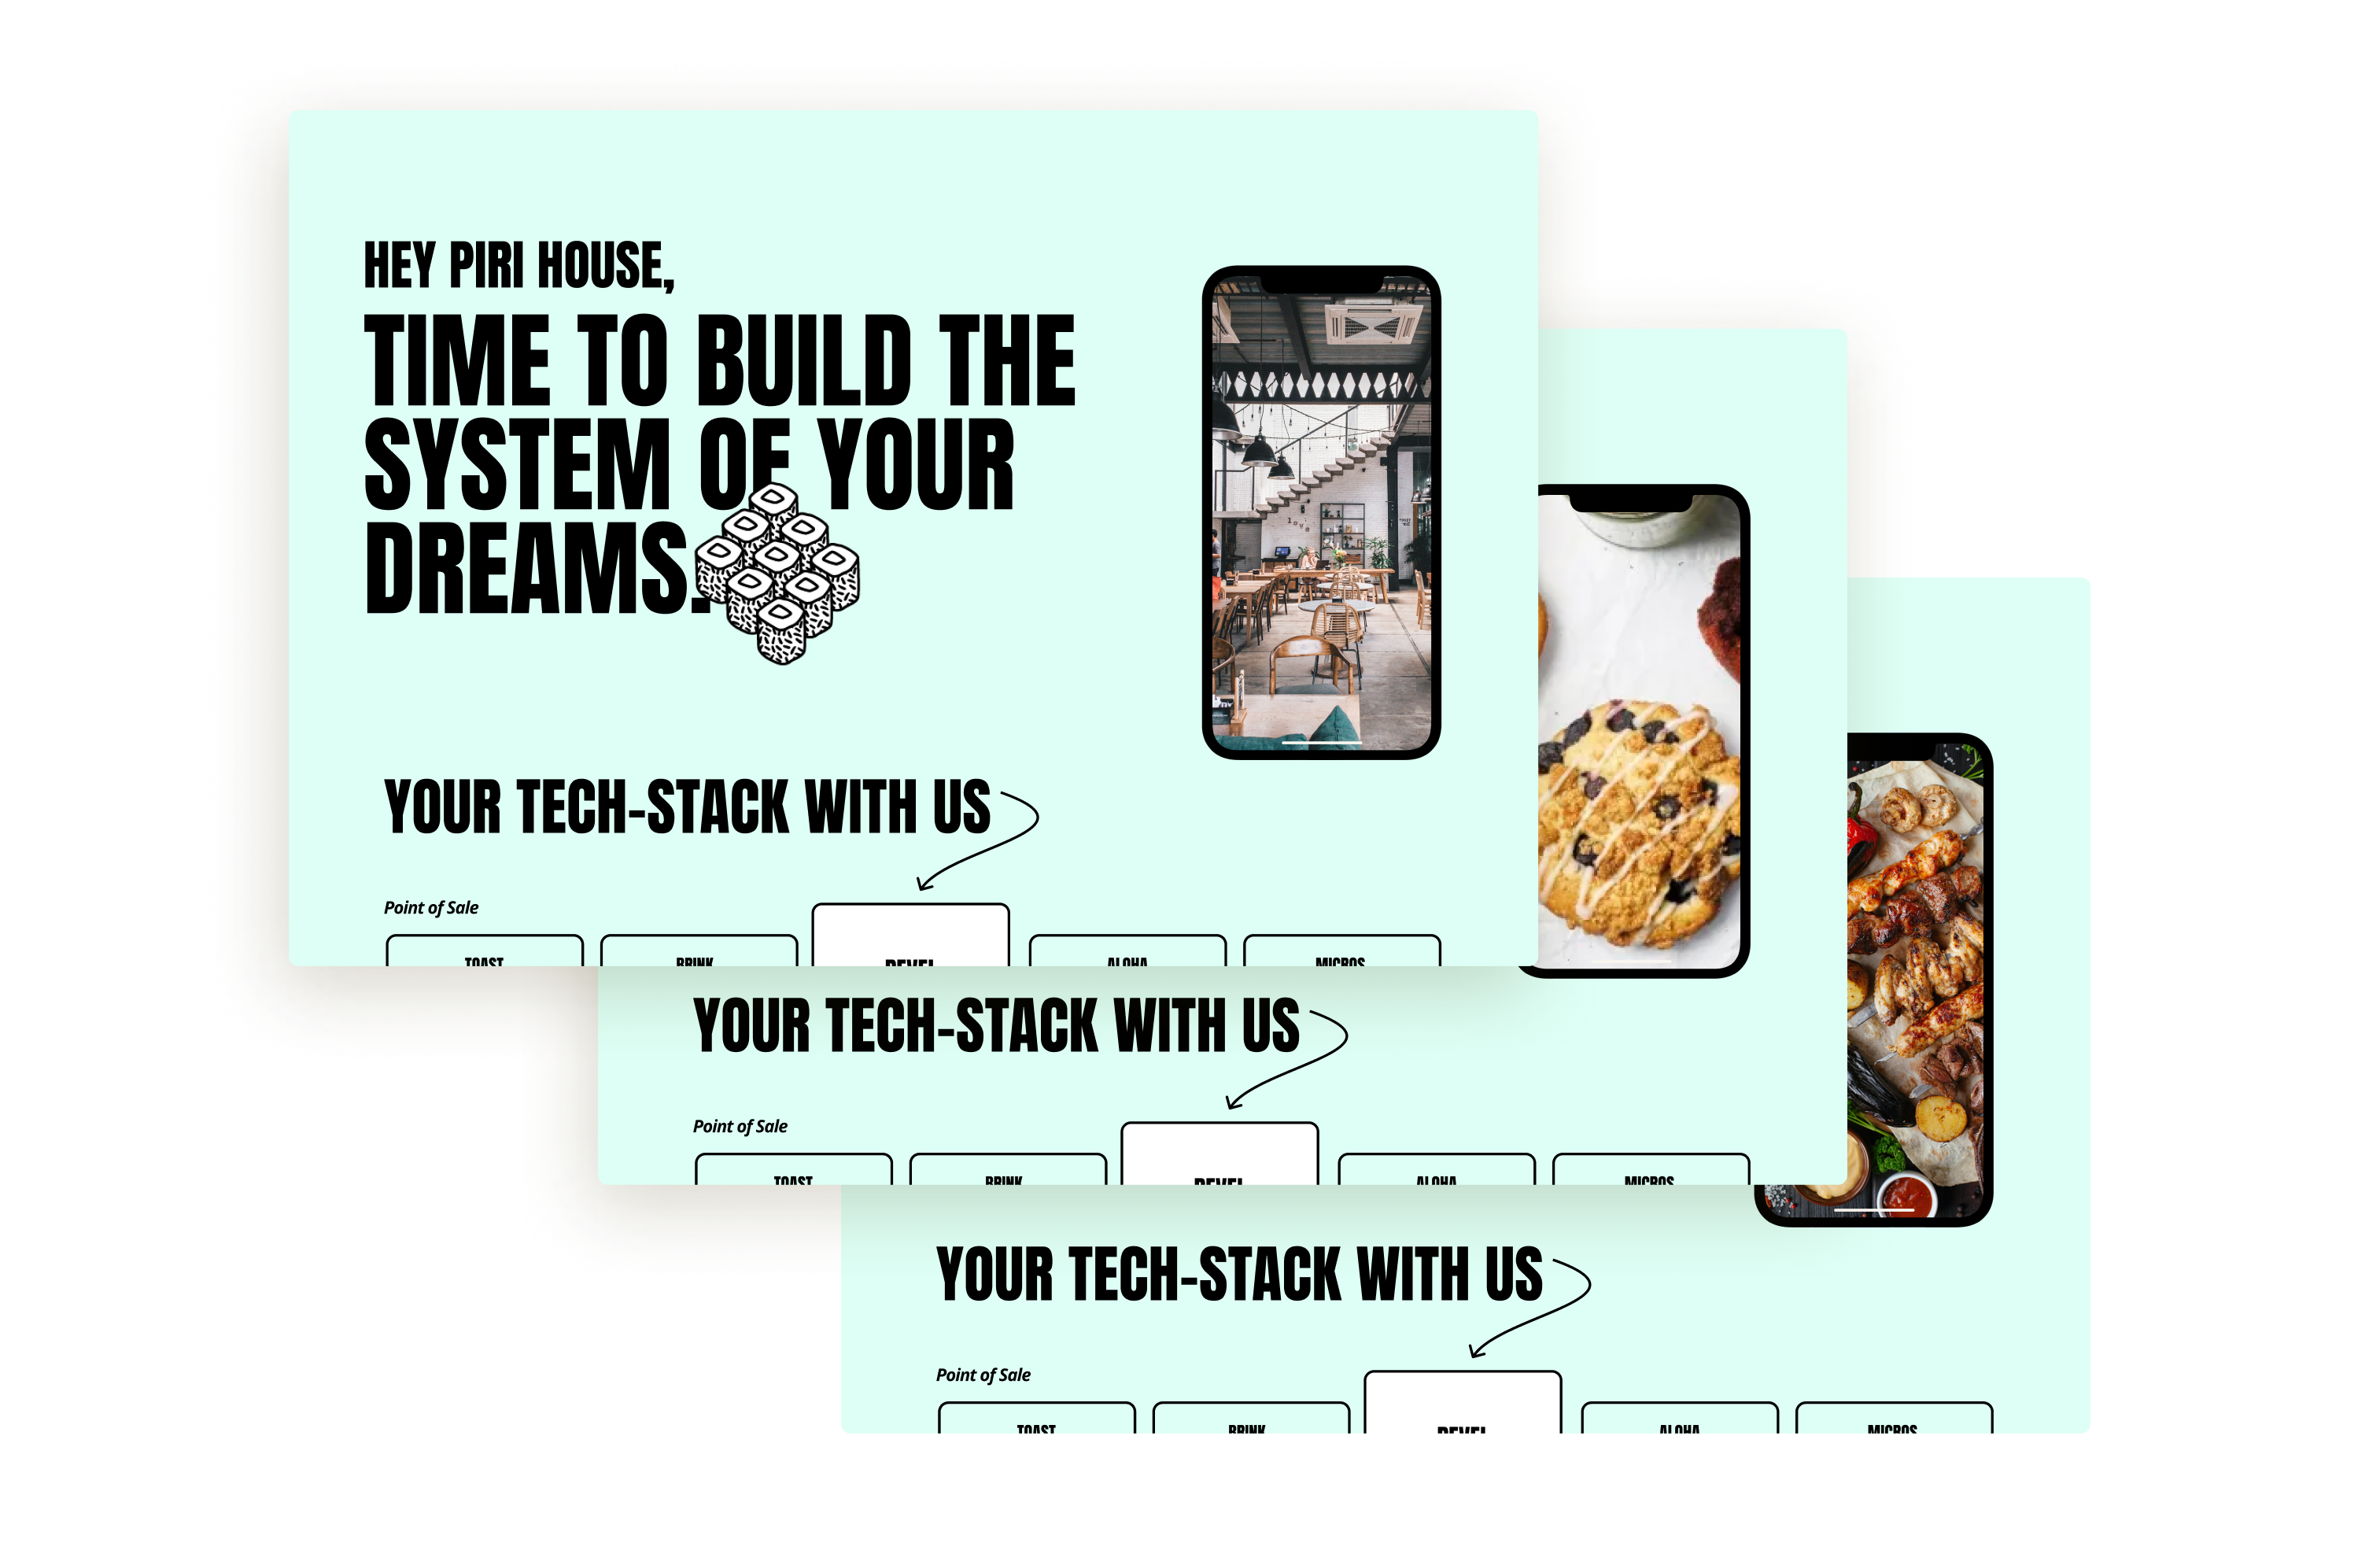 HEY PIRI HOUSE,
TIME TO BUILD THE
SYSTEM OF YOUR
DREAMS.
YOUR TECH-STACK WITH US
Point of Sale
TOAST BRINK REVEL ALOHA MICROS
YOUR TECH-STACK WITH US
Point of Sale
TOAST BRINK REVEL ALOHA MICROS
YOUR TECH-STACK WITH US
Point of Sale
TOAST BRINK REVEL ALOHA MICROS